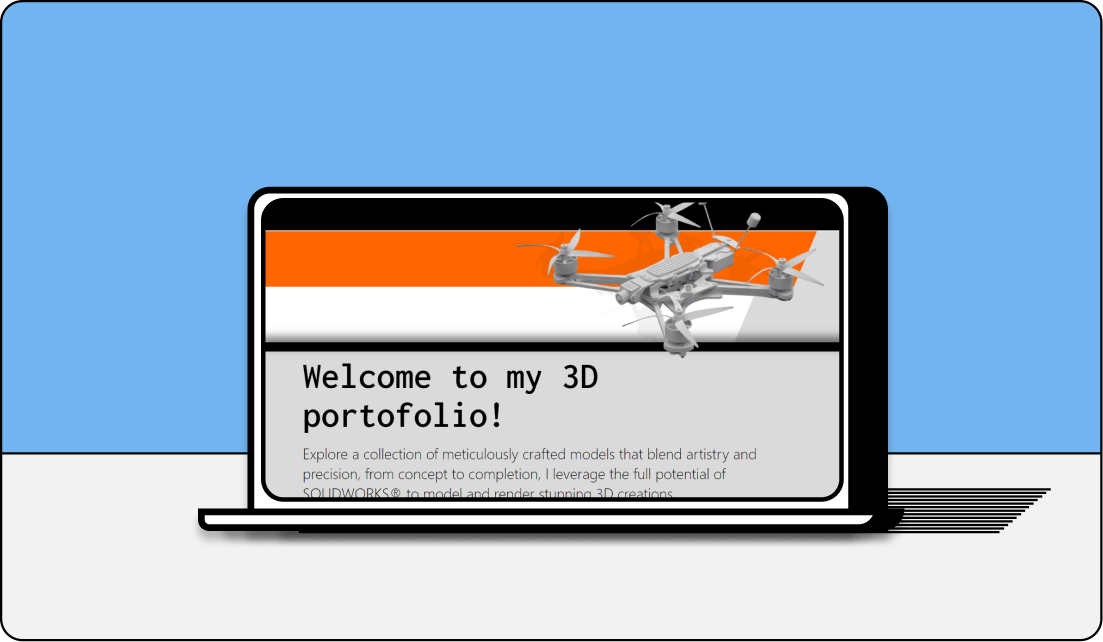 Welcome to my 3D
portofolio!
Explore a collection of meticulously crafted models that blend artistry and
precision, from concept to completion, I leverage the full potential of
SOLIDWORKS® to model and render stunning 3D creations